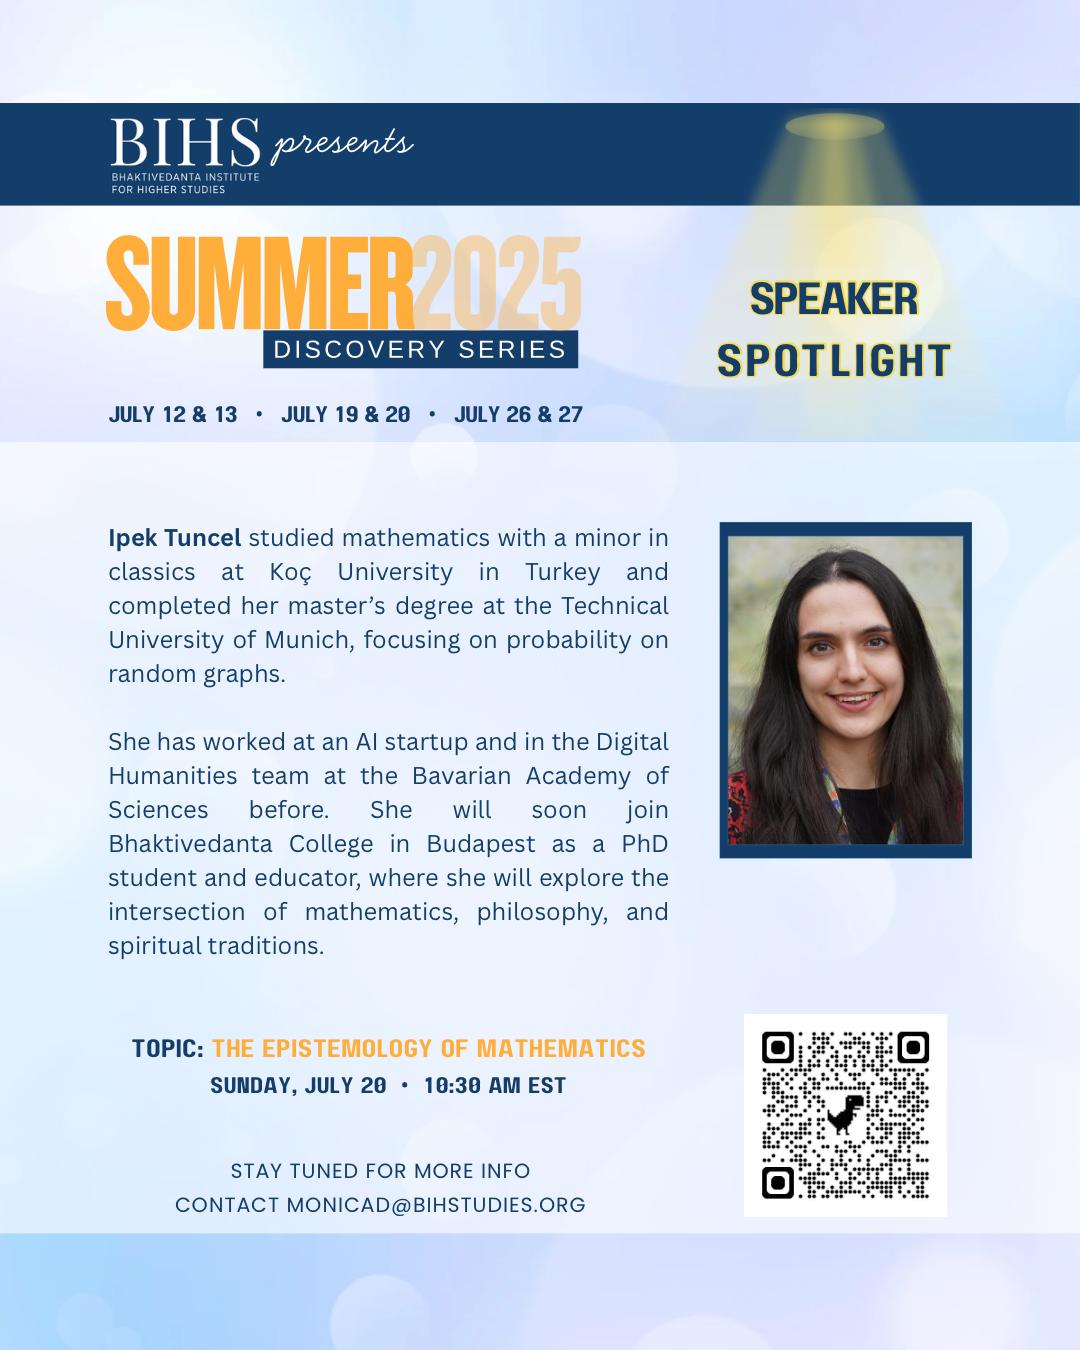 BIHS presents
BHAKTIVEDANTA INSTITUTE
FOR HIGHER STUDIES
SUMMER2025
DISCOVERY SERIES
JULY 12 & 13 • JULY 19 & 20 • JULY 26 & 27
SPEAKER
SPOTLIGHT
Ipek Tuncel studied mathematics with a minor in
classics at Koç University in Turkey and
completed her master’s degree at the Technical
University of Munich, focusing on probability on
random graphs.
She has worked at an AI startup and in the Digital
Humanities team at the Bavarian Academy of
Sciences before. She will soon join
Bhaktivedanta College in Budapest as a PhD
student and educator, where she will explore the
intersection of mathematics, philosophy, and
spiritual traditions.
TOPIC: THE EPISTEMOLOGY OF MATHEMATICS
SUNDAY, JULY 20 • 10:30 AM EST
STAY TUNED FOR MORE INFO
CONTACT MONICAD@BIHSTUDIES.ORG